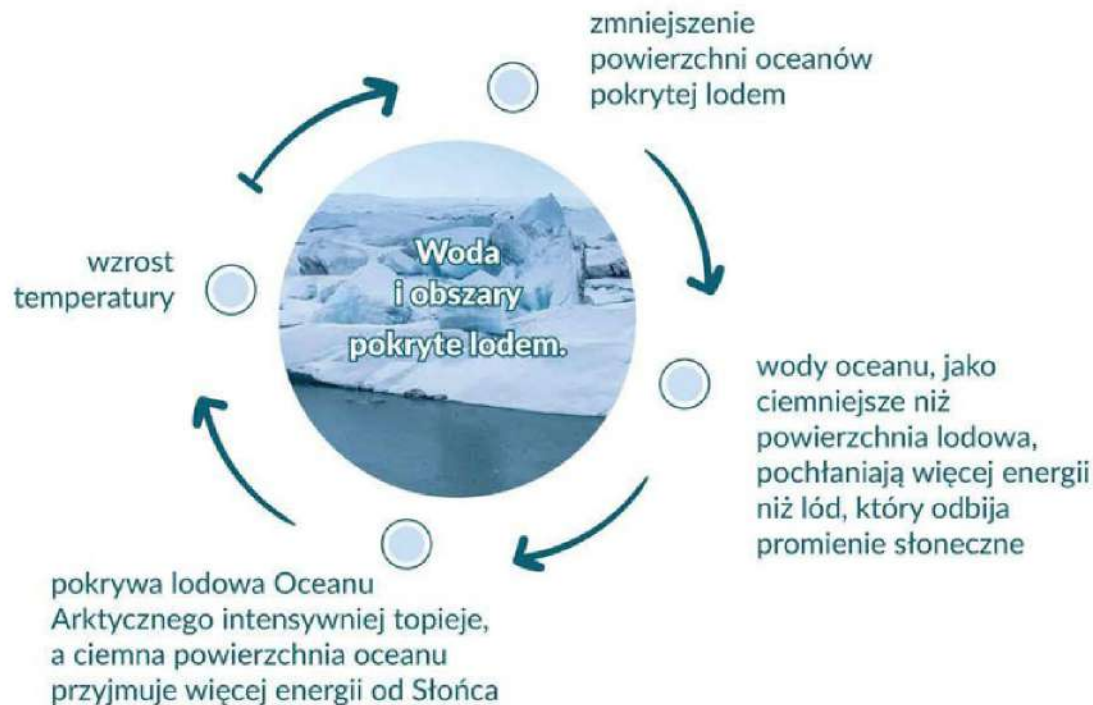 zmniejszenie
powierzchni oceanów
pokrytej lodem
Woda
i obszary
pokryte lodem.
wzrost
temperatury
wody oceanu, jako
ciemniejsze niż
powierzchnia lodowa,
pochłaniają więcej energii
niż lód, który odbija
promienie słoneczne
pokrywa lodowa Oceanu
Arktycznego intensywniej topieje,
a ciemna powierzchnia oceanu
przyjmuje więcej energii od Słońca